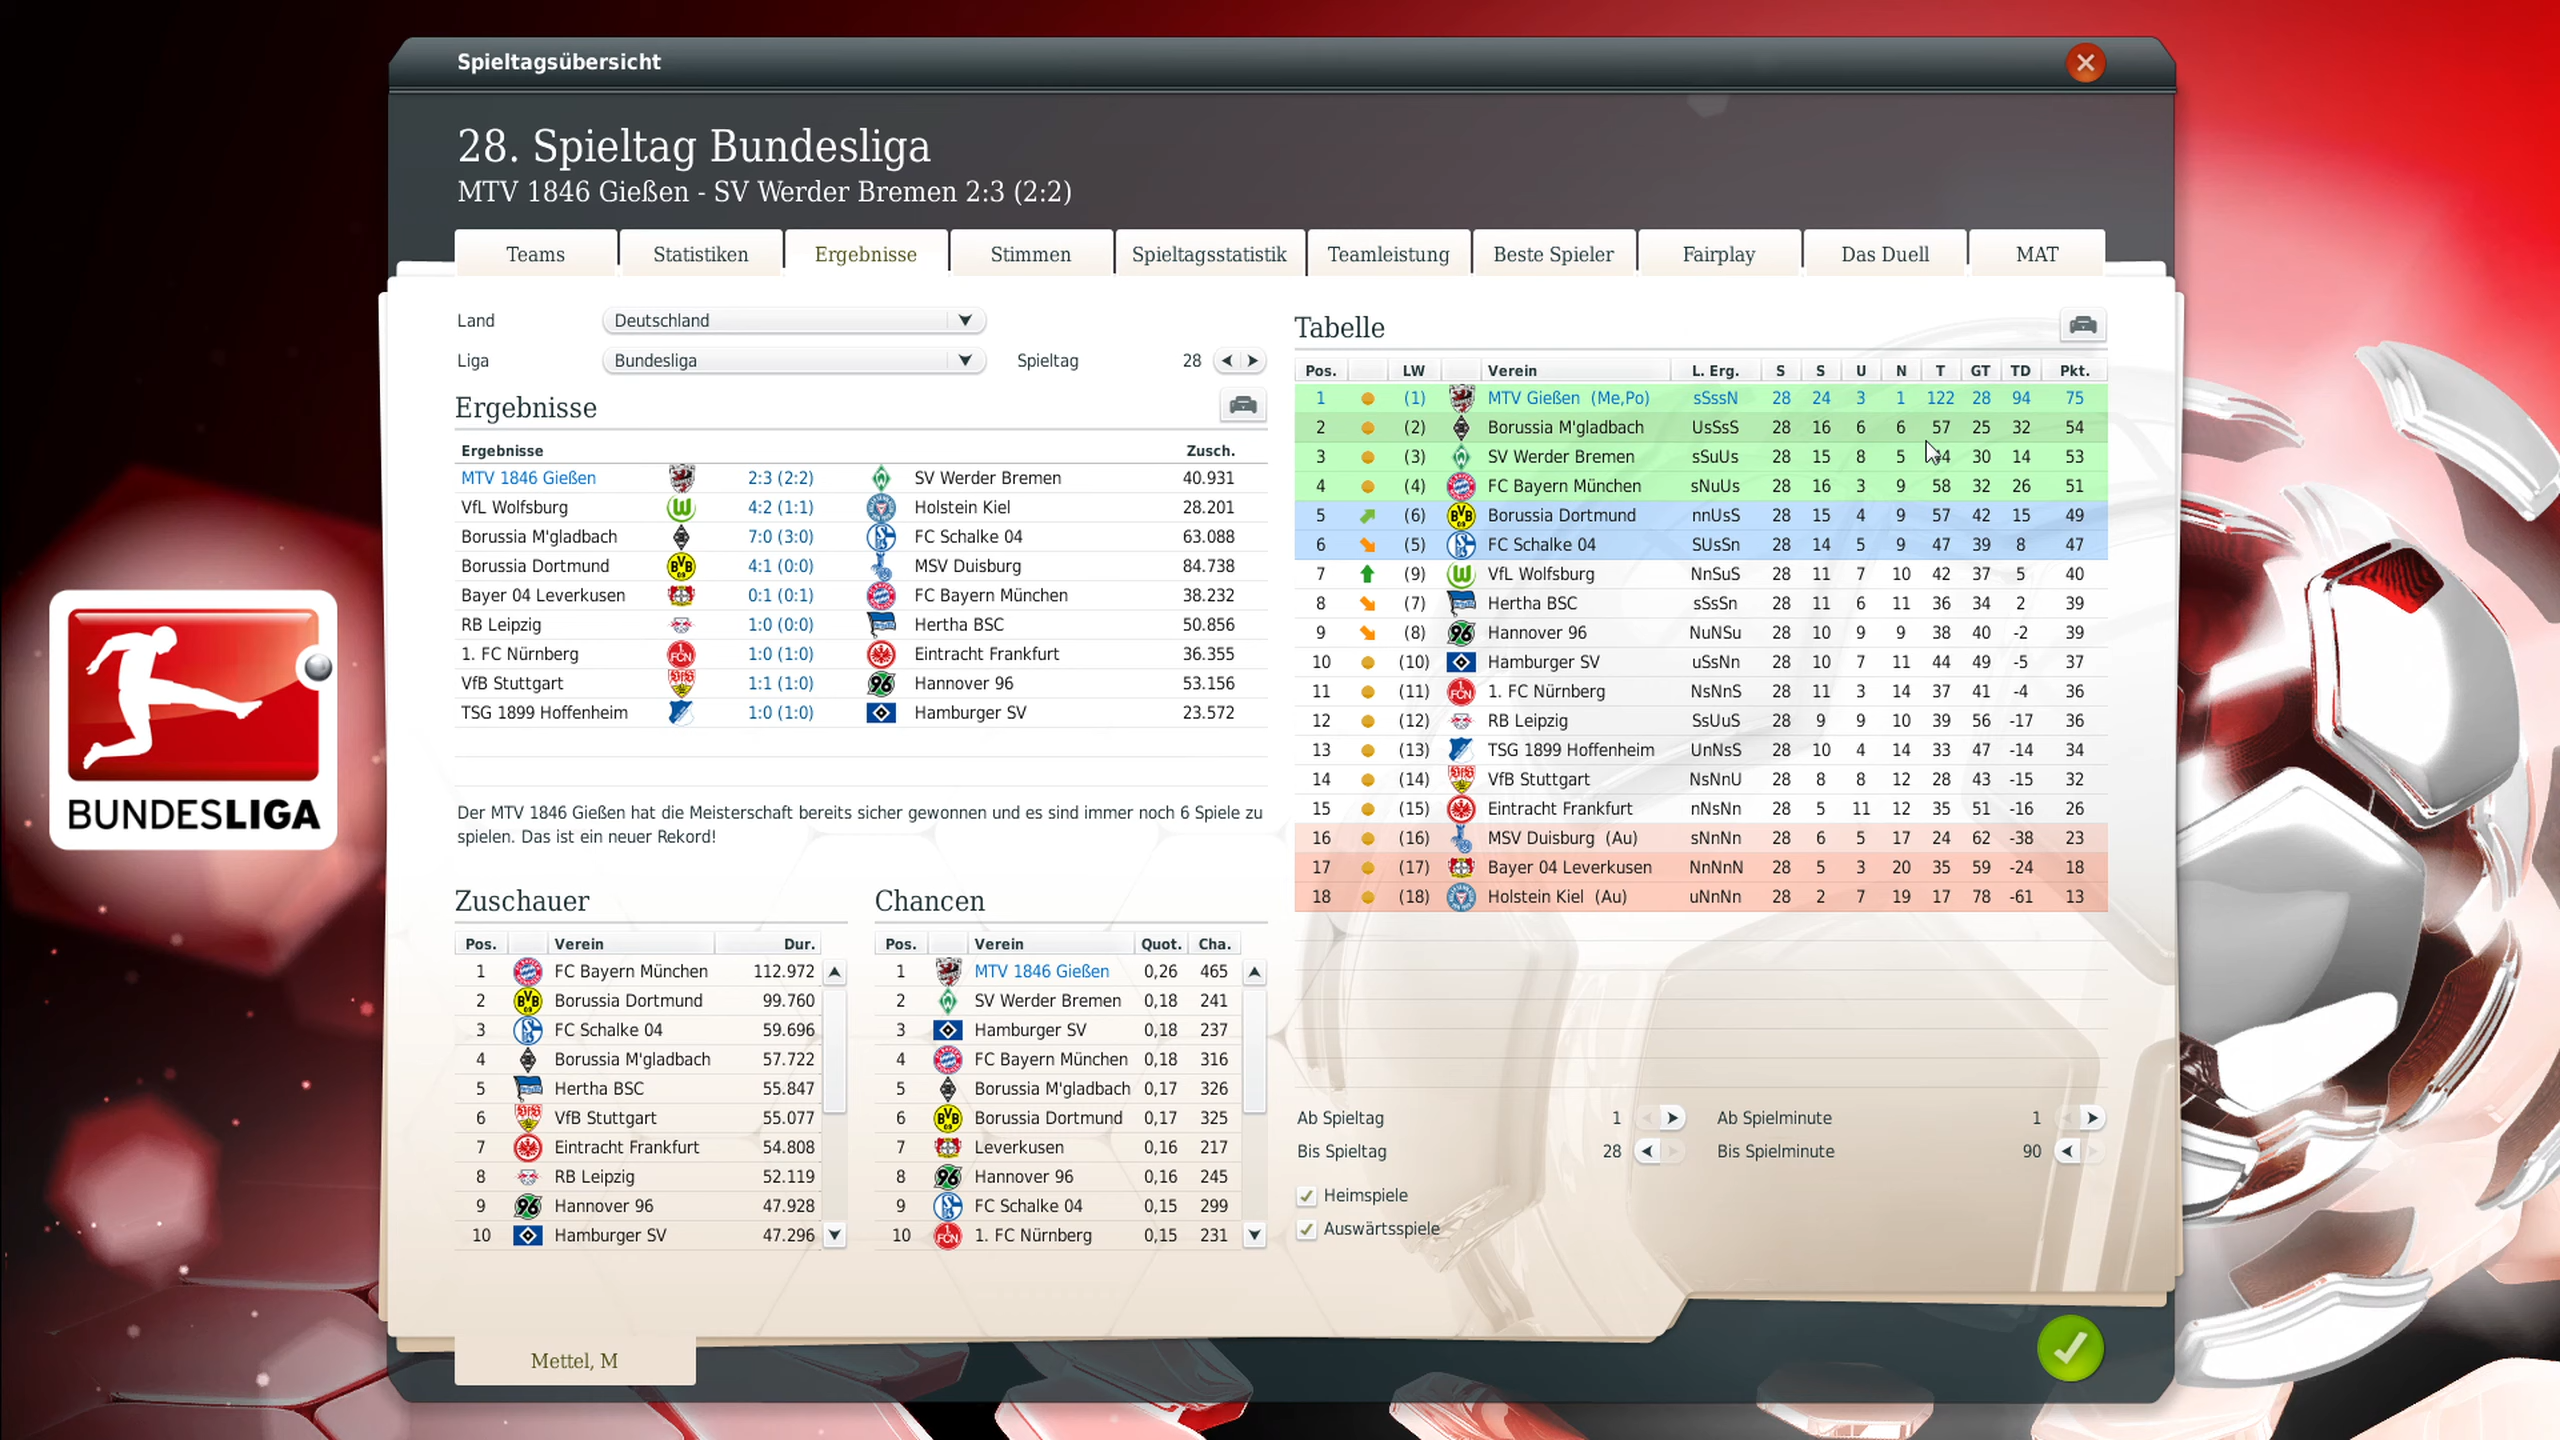 Spieltagsübersicht
28. Spieltag Bundesliga
MTV 1846 Gießen - SV Werder Bremen 2:3 (2:2)
Teams Statistiken Ergebnisse Stimmen Spieltagsstatistik Teamleistung Beste Spieler Fairplay Das Duell MAT
Land Deutschland
Liga Bundesliga Spieltag 28
Ergebnisse
Ergebnisse Zusch.
MTV 1846 Gießen 2:3 (2:2) SV Werder Bremen 40.931
VfL Wolfsburg 4:2 (1:1) Holstein Kiel 28.201
Borussia M'gladbach 7:0 (3:0) FC Schalke 04 63.088
Borussia Dortmund 4:1 (0:0) MSV Duisburg 84.738
Bayer 04 Leverkusen 0:1 (0:1) FC Bayern München 38.232
RB Leipzig 1:0 (0:0) Hertha BSC 50.856
1. FC Nürnberg 1:0 (1:0) Eintracht Frankfurt 36.355
VfB Stuttgart 1:1 (1:0) Hannover 96 53.156
TSG 1899 Hoffenheim 1:0 (1:0) Hamburger SV 23.572
Der MTV 1846 Gießen hat die Meisterschaft bereits sicher gewonnen und es sind immer noch 6 Spiele zu
spielen. Das ist ein neuer Rekord!
Zuschauer
Pos. Verein Dur.
1 FC Bayern München 112.972
2 Borussia Dortmund 99.760
3 FC Schalke 04 59.696
4 Borussia M'gladbach 57.722
5 Hertha BSC 55.847
6 VfB Stuttgart 55.077
7 Eintracht Frankfurt 54.808
8 RB Leipzig 52.119
9 Hannover 96 47.928
10 Hamburger SV 47.296
Chancen
Pos. Verein Quot. Cha.
1 MTV 1846 Gießen 0,26 465
2 SV Werder Bremen 0,18 241
3 Hamburger SV 0,18 237
4 FC Bayern München 0,18 316
5 Borussia M'gladbach 0,17 326
6 Borussia Dortmund 0,17 325
7 Leverkusen 0,16 217
8 Hannover 96 0,16 245
9 FC Schalke 04 0,15 299
10 1. FC Nürnberg 0,15 231
Tabelle
Pos. LW Verein L. Erg. S S U N T GT TD Pkt.
1 (1) MTV Gießen (Me,Po) sSssN 28 24 3 1 122 28 94 75
2 (2) Borussia M'gladbach UsSsS 28 16 6 6 57 25 32 54
3 (3) SV Werder Bremen sSuUs 28 15 8 5 30 14 53
4 (4) FC Bayern München sNuUs 28 16 3 9 58 32 26 51
5 (6) Borussia Dortmund nnUsS 28 15 4 9 57 42 15 49
6 (5) FC Schalke 04 SUsSn 28 14 5 9 47 39 8 47
7 (9) VfL Wolfsburg NnSuS 28 11 7 10 42 37 5 40
8 (7) Hertha BSC sSsSn 28 11 6 11 36 34 2 39
9 (8) Hannover 96 NuNSu 28 10 9 9 38 40 -2 39
10 (10) Hamburger SV uSsNn 28 10 7 11 44 49 -5 37
11 (11) 1. FC Nürnberg NsNnS 28 11 3 14 37 41 -4 36
12 (12) RB Leipzig SsUuS 28 9 9 10 39 56 -17 36
13 (13) TSG 1899 Hoffenheim UnNsS 28 10 4 14 33 47 -14 34
14 (14) VfB Stuttgart NsNnU 28 8 8 12 28 43 -15 32
15 (15) Eintracht Frankfurt nNsNn 28 5 11 12 35 51 -16 26
16 (16) MSV Duisburg (Au) sNnNn 28 6 5 17 24 62 -38 23
17 (17) Bayer 04 Leverkusen NnNnN 28 5 3 20 35 59 -24 18
18 (18) Holstein Kiel (Au) uNnNn 28 2 7 19 17 78 -61 13
Ab Spieltag 1 Ab Spielminute 1
Bis Spieltag 28 Bis Spielminute 90
Heimspiele
Auswärtsspiele
Mettel, M
BUNDESLIGA